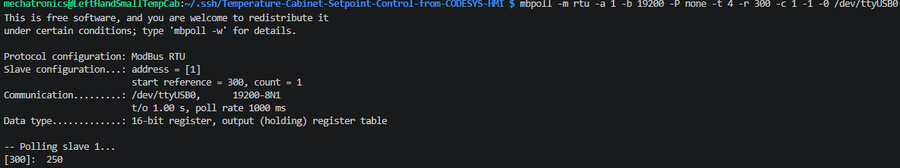 mechatronics@LeftHandSmallTempCab:~/.ssh/Temperature-Cabinet-Setpoint-Control-from-CODESYS-HMI $ mbpoll -m rtu -a 1 -b 19200 -P none -t 4 -r 300 -c 1 -1 -0 /dev/ttyUSB0
This is free software, and you are welcome to redistribute it
under certain conditions; type 'mbpoll -w' for details.
Protocol configuration: ModBus RTU
Slave configuration...: address = [1]
start reference = 300, count = 1
Communication.........: /dev/ttyUSB0, 19200-8N1
t/o 1.00 s, poll rate 1000 ms
Data type.............: 16-bit register, output (holding) register table
-- Polling slave 1...
[300]: 250